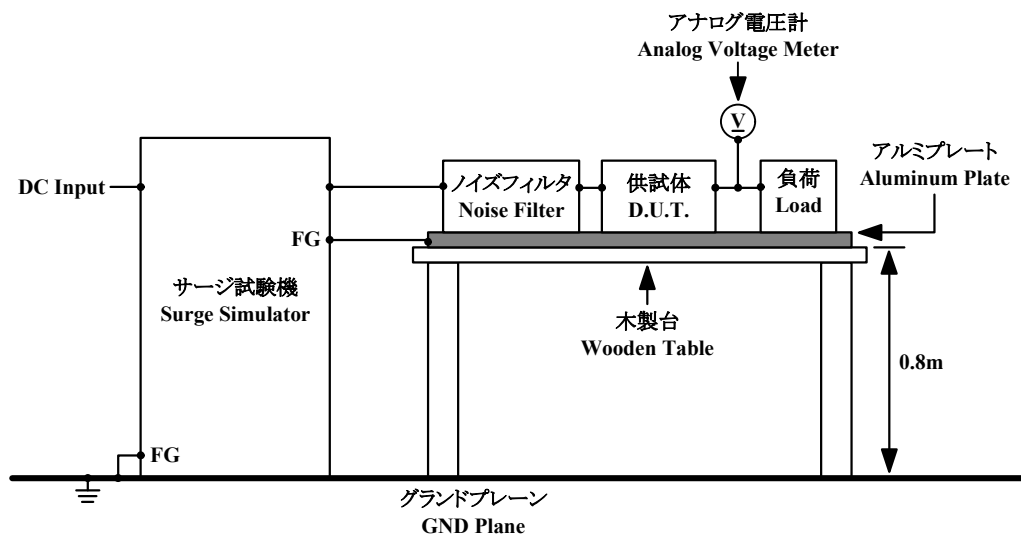 アナログ電圧計
Analog Voltage Meter
V
DC Input
ノイズフィルタ
Noise Filter
供試体
D.U.T.
負荷
Load
アルミプレート
Aluminum Plate
FG
サージ試験機
Surge Simulator
木製台
Wooden Table
0.8m
FG
グランドプレーン
GND Plane